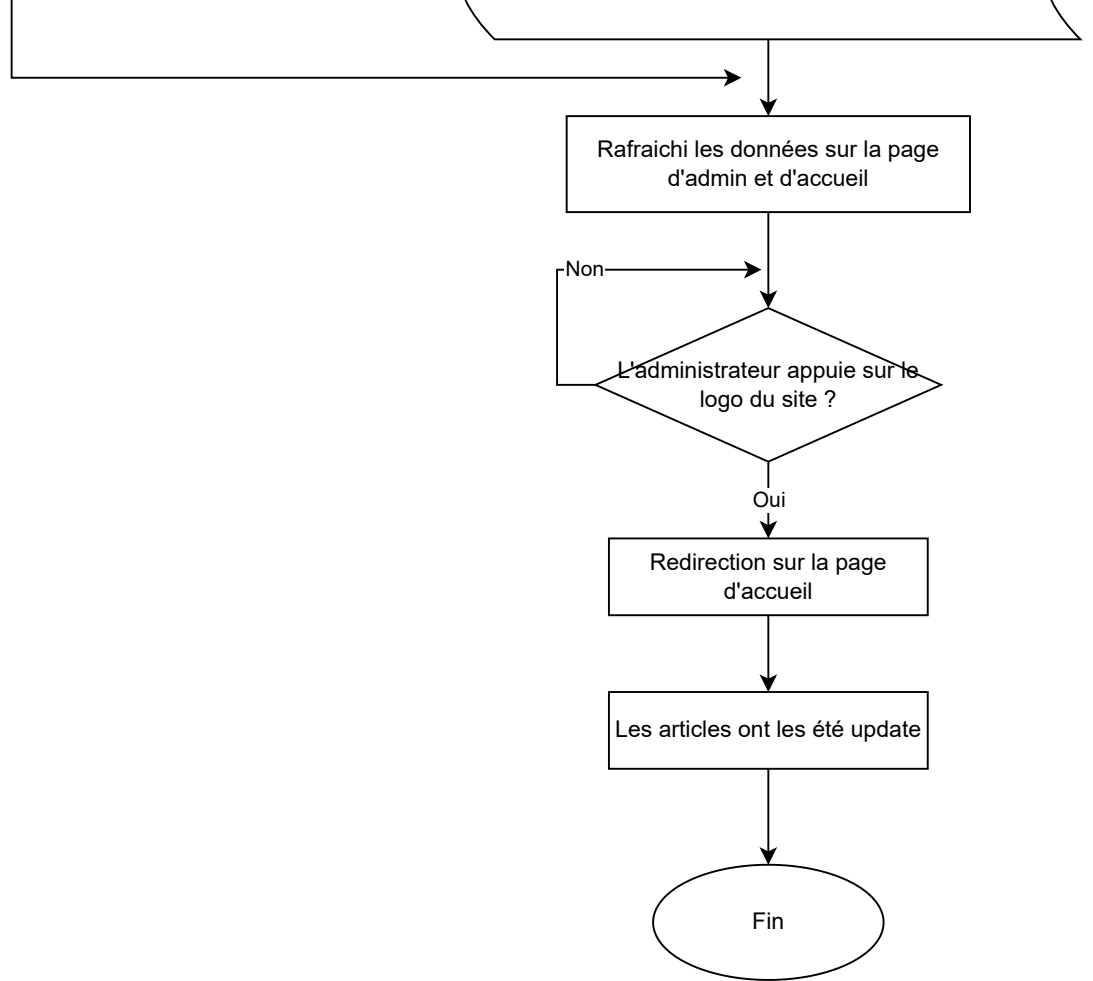 Rafraichi les données sur la page
d'admin et d'accueil
Non
L'administrateur appuie sur le
logo du site ?
Oui
Redirection sur la page
d'accueil
Les articles ont les été update
Fin